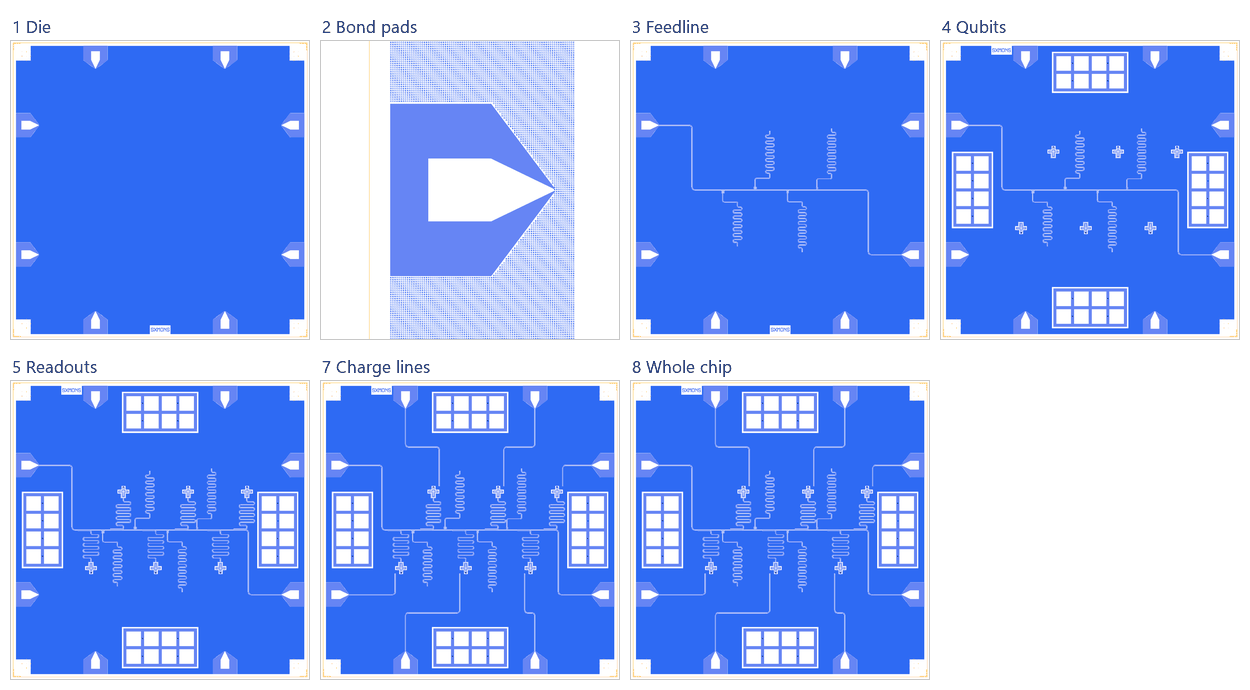 1 Die
2 Bond pads
3 Feedline
4 Qubits
5 Readouts
7 Charge lines
8 Whole chip